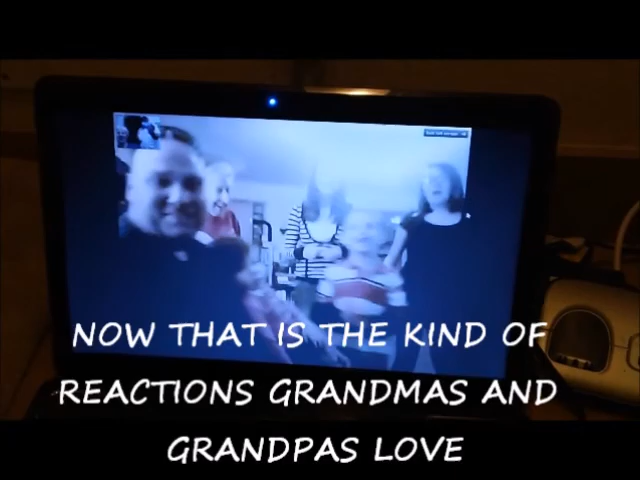 NOW THAT IS THE KIND OF
REACTIONS GRANDMAS AND
GRANDPAS LOVE